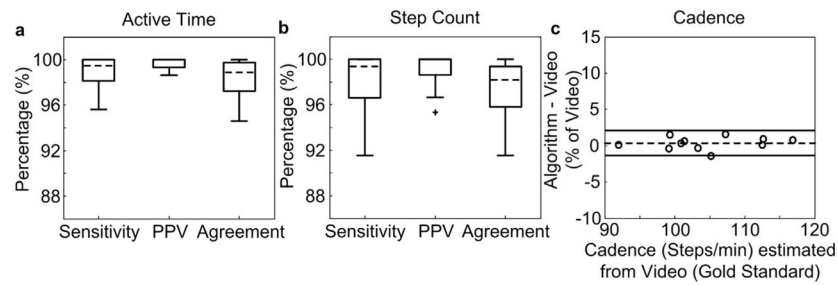 a
Active Time
Percentage (%)
100
96
92
88
Sensitivity PPV Agreement
b
Step Count
Percentage (%)
100
96
92
88
Sensitivity PPV Agreement
c
Cadence
Algorithm - Video
(% of Video)
15
10
5
0
-5
-10
90 100 110 120
Cadence (Steps/min) estimated
from Video (Gold Standard)